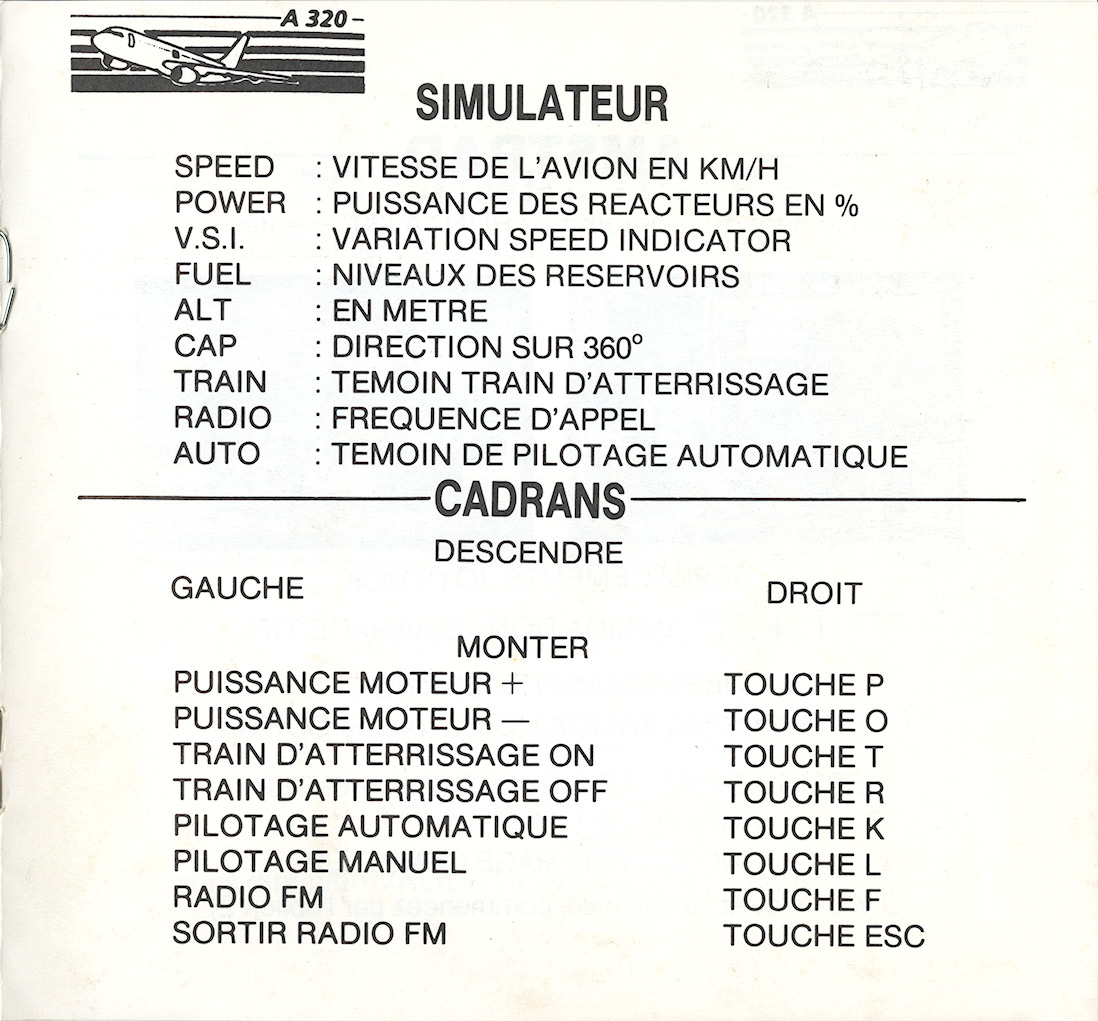 A 320
SIMULATEUR
SPEED : VITESSE DE L'AVION EN KM/H
POWER : PUISSANCE DES REACTEURS EN %
V.S.I. : VARIATION SPEED INDICATOR
FUEL : NIVEAUX DES RESERVOIRS
ALT : EN METRE
CAP : DIRECTION SUR 360°
TRAIN : TEMOIN TRAIN D'ATTERRISSAGE
RADIO : FREQUENCE D'APPEL
AUTO : TEMOIN DE PILOTAGE AUTOMATIQUE
CADRANS
DESCENDRE
GAUCHE DROIT
MONTER
PUISSANCE MOTEUR + TOUCHE P
PUISSANCE MOTEUR — TOUCHE O
TRAIN D'ATTERRISSAGE ON TOUCHE T
TRAIN D'ATTERRISSAGE OFF TOUCHE R
PILOTAGE AUTOMATIQUE TOUCHE K
PILOTAGE MANUEL TOUCHE L
RADIO FM TOUCHE F
SORTIR RADIO FM TOUCHE ESC